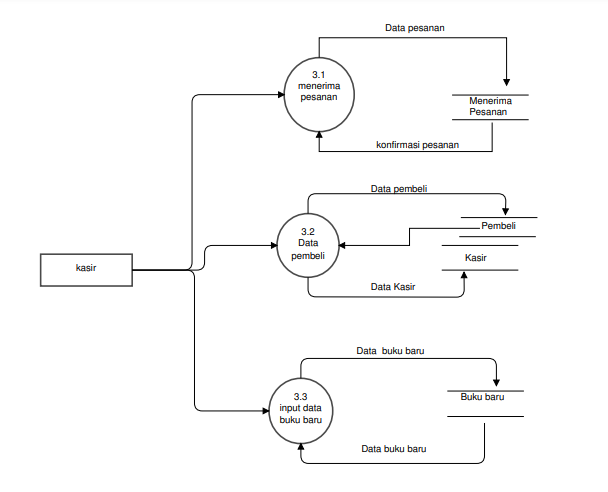 Data pesanan
3.1
menerima
pesanan
Menerima
Pesanan
konfirmasi pesanan
Data pembeli
3.2
Data
pembeli
Pembeli
Kasir
kasir
Data Kasir
Data buku baru
3.3
input data
buku baru
Buku baru
Data buku baru